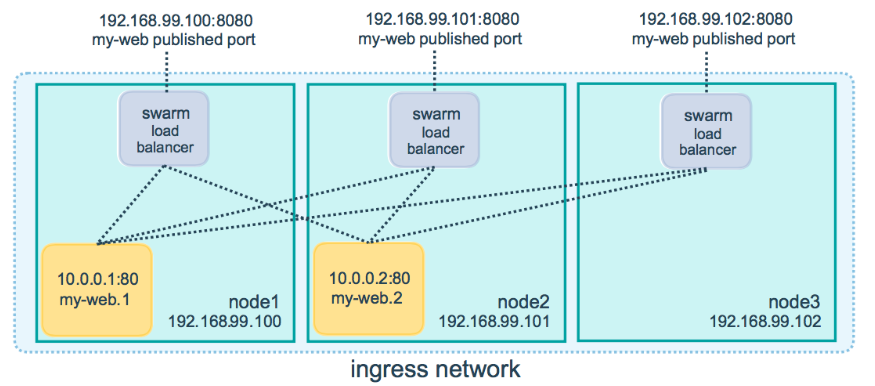 192.168.99.100:8080
my-web published port
192.168.99.101:8080
my-web published port
192.168.99.102:8080
my-web published port
swarm
load
balancer
swarm
load
balancer
swarm
load
balancer
10.0.0.1:80
my-web.1
node1
192.168.99.100
10.0.0.2:80
my-web.2
node2
192.168.99.101
node3
192.168.99.102
ingress network